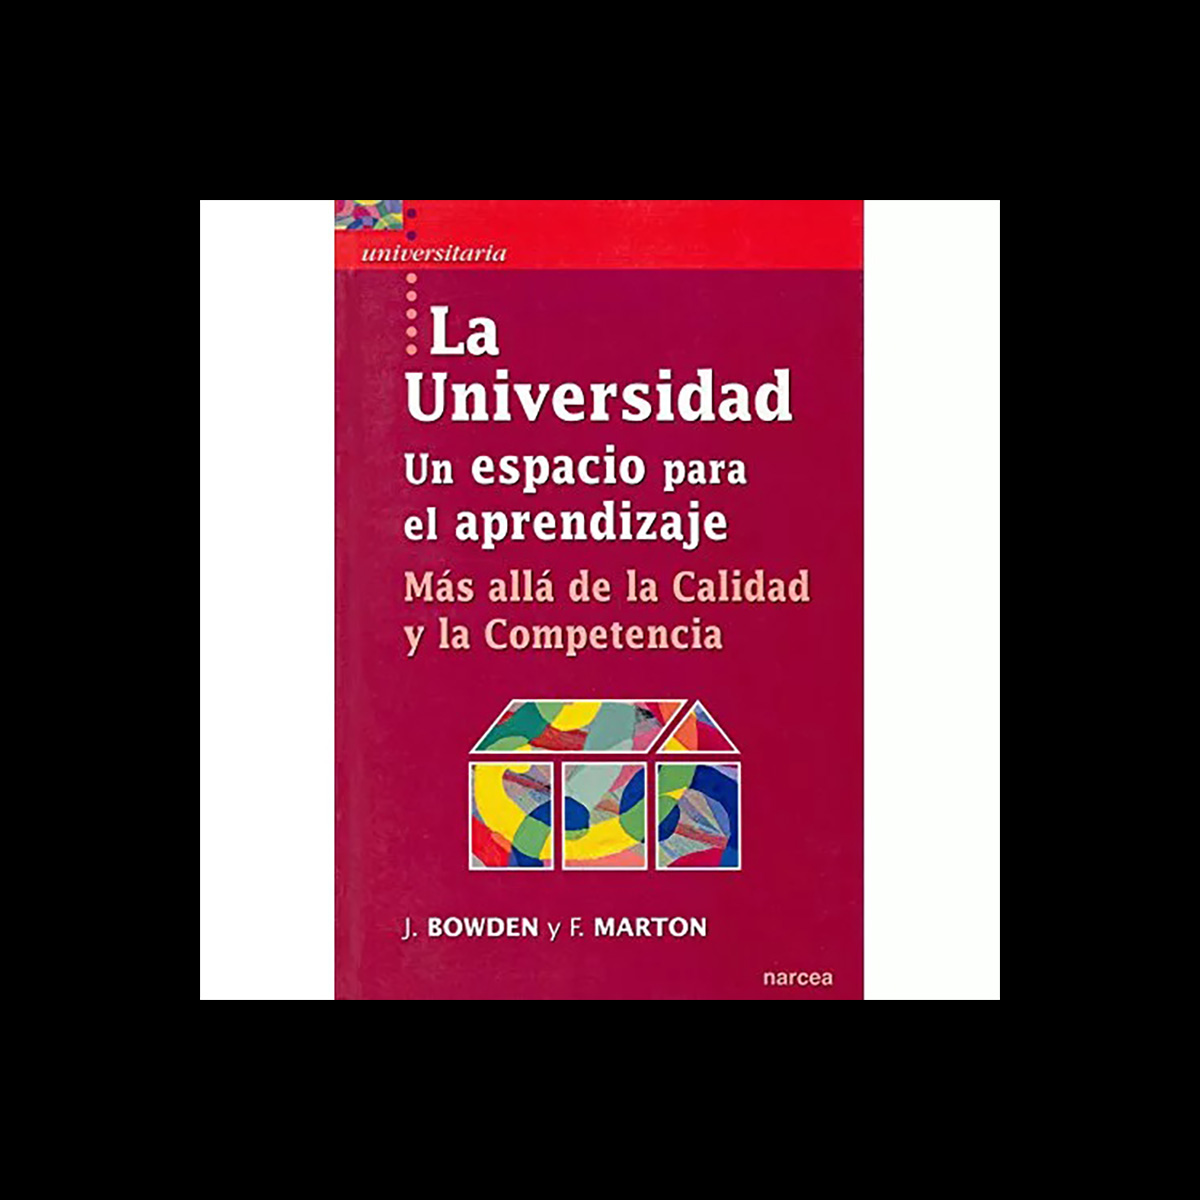 universitaria
La
Universidad
Un espacio para
el aprendizaje
Más allá de la Calidad
y la Competencia
J. BOWDEN y F. MARTON
narcea